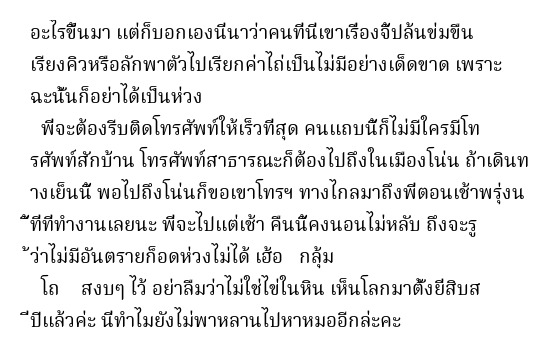 อะไรขึ้นมา แต่ก็บอกเองนี่นาว่าคนที่นี่เขาเรื่องจี้ปล้นข่มขืน
เรียงคิวหรือลักพาตัวไปเรียกค่าไถ่เป็นไม่มีอย่างเด็ดขาด เพราะ
ฉะนั้นก็อย่าได้เป็นห่วง
พี่จะต้องรีบติดโทรศัพท์ให้เร็วที่สุด คนแถบนี้ก็ไม่มีใครมีโท
รศัพท์สักบ้าน โทรศัพท์สาธารณะก็ต้องไปถึงในเมืองโน่น ถ้าเดินท
างเย็นนี้ พอไปถึงโน่นก็ขอเขาโทรฯ ทางไกลมาถึงพี่ตอนเช้าพรุ่งน
ี้ที่ที่ทำงานเลยนะ พี่จะไปแต่เช้า คืนนี้คงนอนไม่หลับ ถึงจะรู
้ว่าไม่มีอันตรายก็อดห่วงไม่ได้ เฮ้อ กลุ้ม
โถ สงบๆ ไว้ อย่าลืมว่าไม่ใช่ไข่ในหิน เห็นโลกมาตั้งยี่สิบส
ี่ปีแล้วค่ะ นี่ทำไมยังไม่พาหลานไปหาหมออีกล่ะคะ